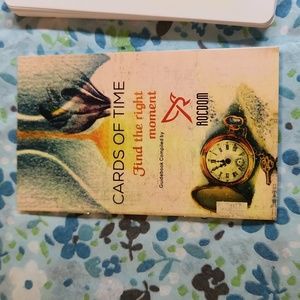 CARDS OF TIME
Find the right
moment
Guidebook Compiled by
ROCDOM